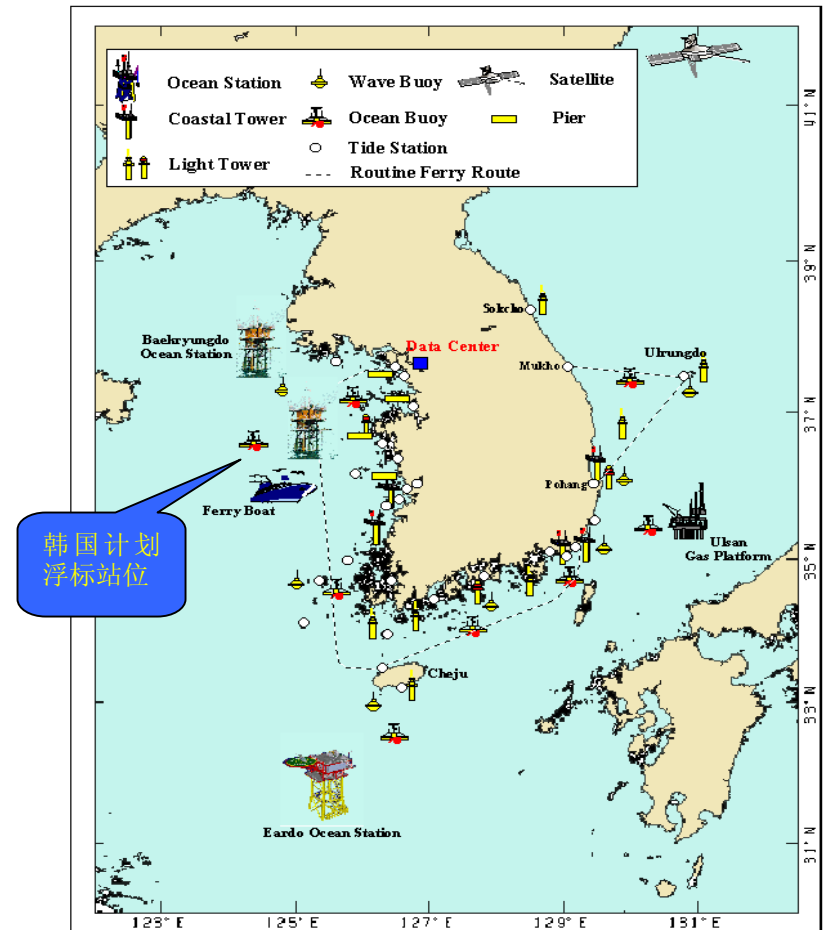 Ocean Station
Wave Buoy
Satellite
Coastal Tower
Ocean Buoy
Pier
Light Tower
Tide Station
Routine Ferry Route
41° N
39° N
Sokcho
Baekryungdo
Ocean Station
Data Center
Mukho
Ulrungdo
37° N
Ferry Boat
Pohang
Ulsan
Gas Platform
韩国计划
浮标站位
35° N
Cheju
33° N
Eardo Ocean Station
31° N
123° E
125° E
127° E
129° E
131° E